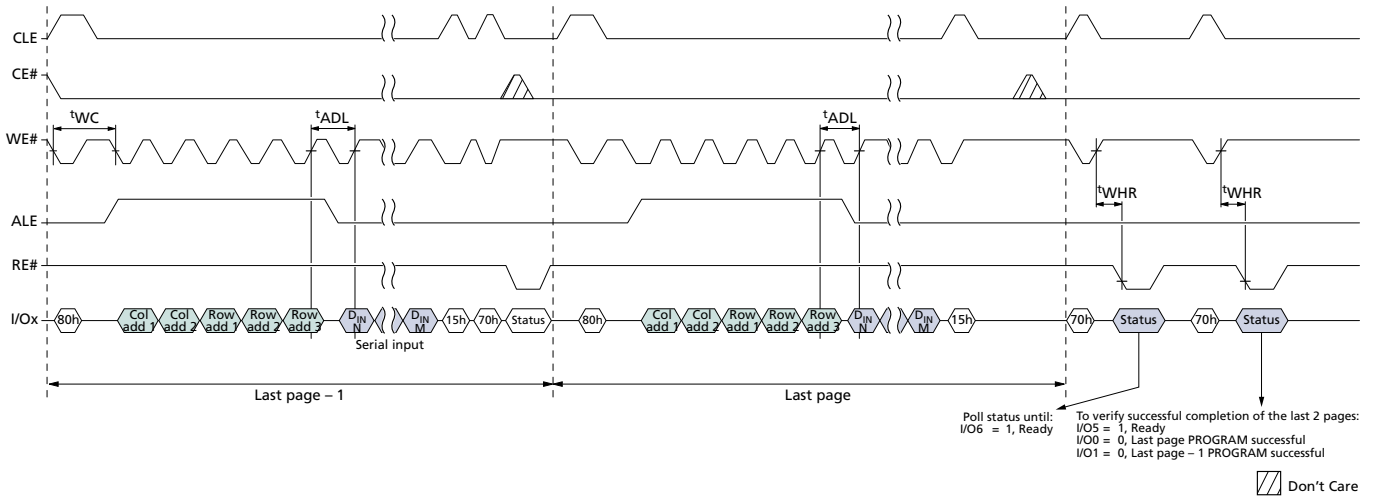 CLE
CE#
tWC
tADL
tADL
WE#
tWHR
tWHR
ALE
RE#
I/Ox
80h
Col add 1
Col add 2
Row add 1
Row add 2
Row add 3
DIN N
DIN M
15h
70h
Status
80h
Col add 1
Col add 2
Row add 1
Row add 2
Row add 3
DIN N
DIN M
15h
70h
Status
70h
Status
Serial input
Last page – 1
Last page
Poll status until:
I/O6 = 1, Ready
To verify successful completion of the last 2 pages:
I/O5 = 1, Ready
I/O0 = 0, Last page PROGRAM successful
I/O1 = 0, Last page – 1 PROGRAM successful
Don't Care